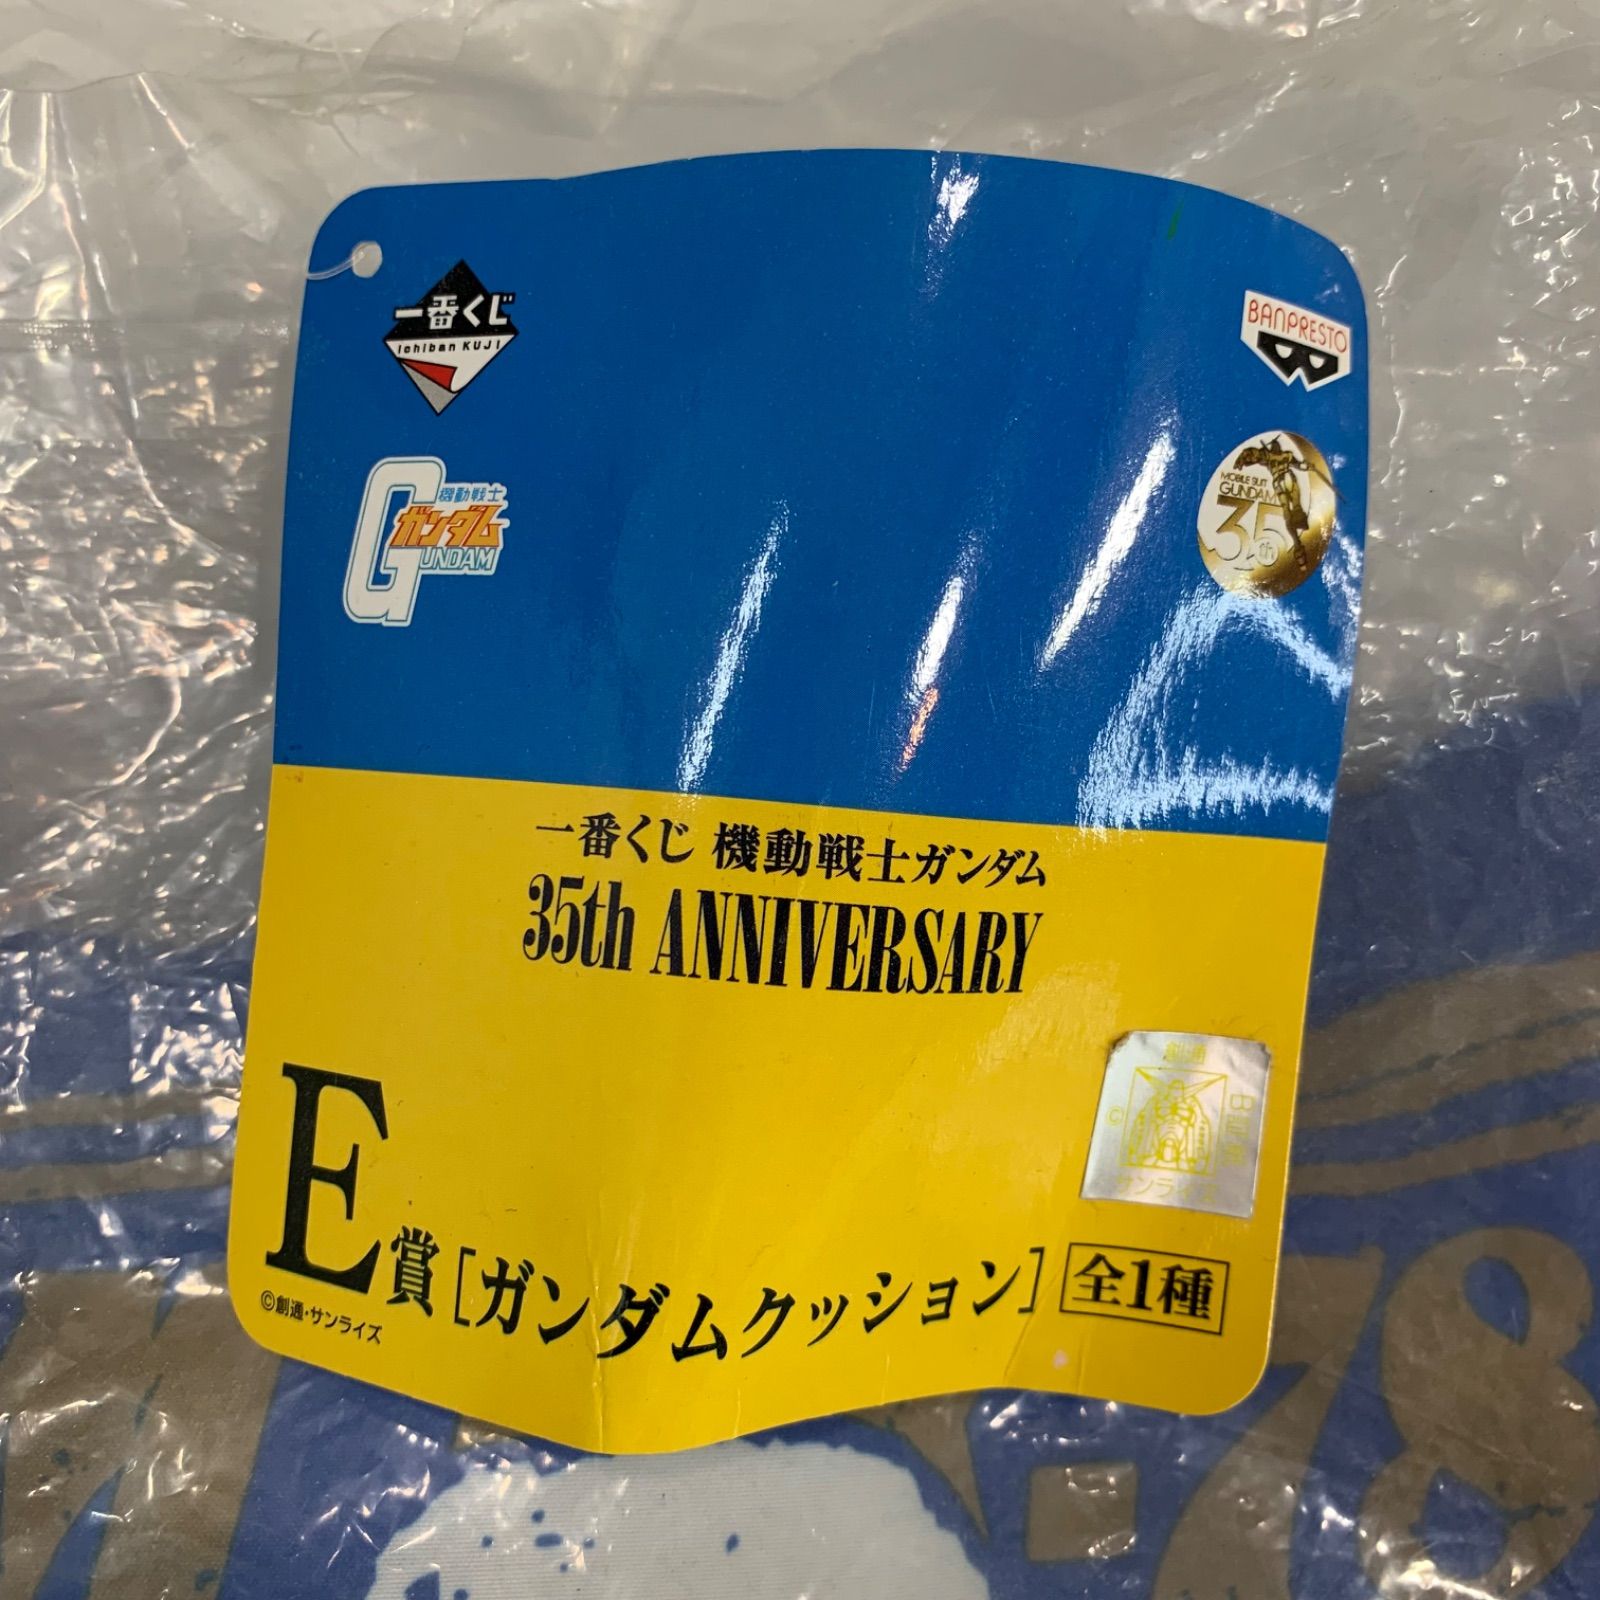 一番くじ
Ichiban KUJI
BANPRESTO
機動戦士
ガンダム
GUNDAM
MOBILE SUIT
GUNDAM
35th
一番くじ 機動戦士ガンダム
35th ANNIVERSARY
創通
©
サンライズ
E賞[ガンダムクッション] 全1種
©創通・サンライズ
78